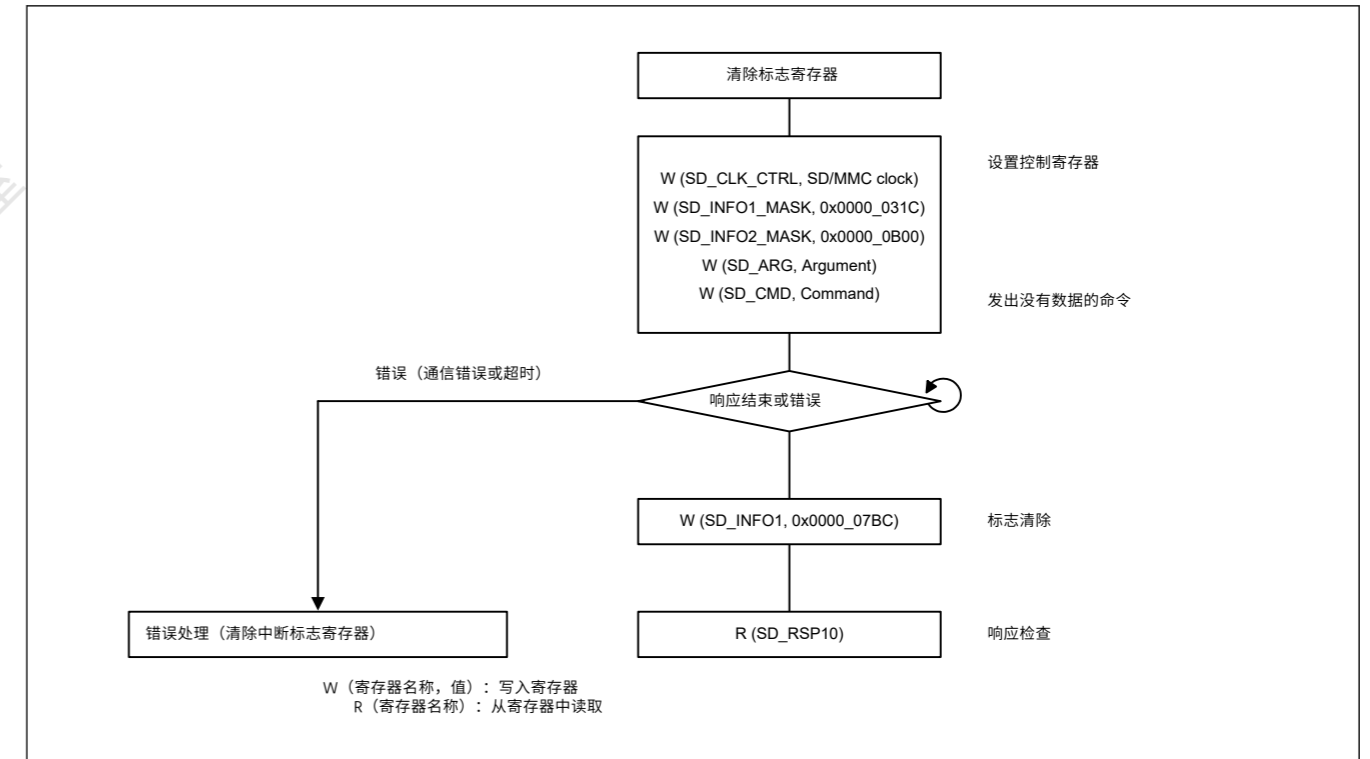 清除标志寄存器
设置控制寄存器
W (SD_CLK_CTRL, SD/MMC clock)
W (SD_INFO1_MASK, 0x0000_031C)
W (SD_INFO2_MASK, 0x0000_0B00)
W (SD_ARG, Argument)
W (SD_CMD, Command)
发出没有数据的命令
错误（通信错误或超时）
响应结束或错误
W (SD_INFO1, 0x0000_07BC)
标志清除
错误处理（清除中断标志寄存器）
R (SD_RSP10)
响应检查
W（寄存器名称，值）：写入寄存器
R（寄存器名称）：从寄存器中读取